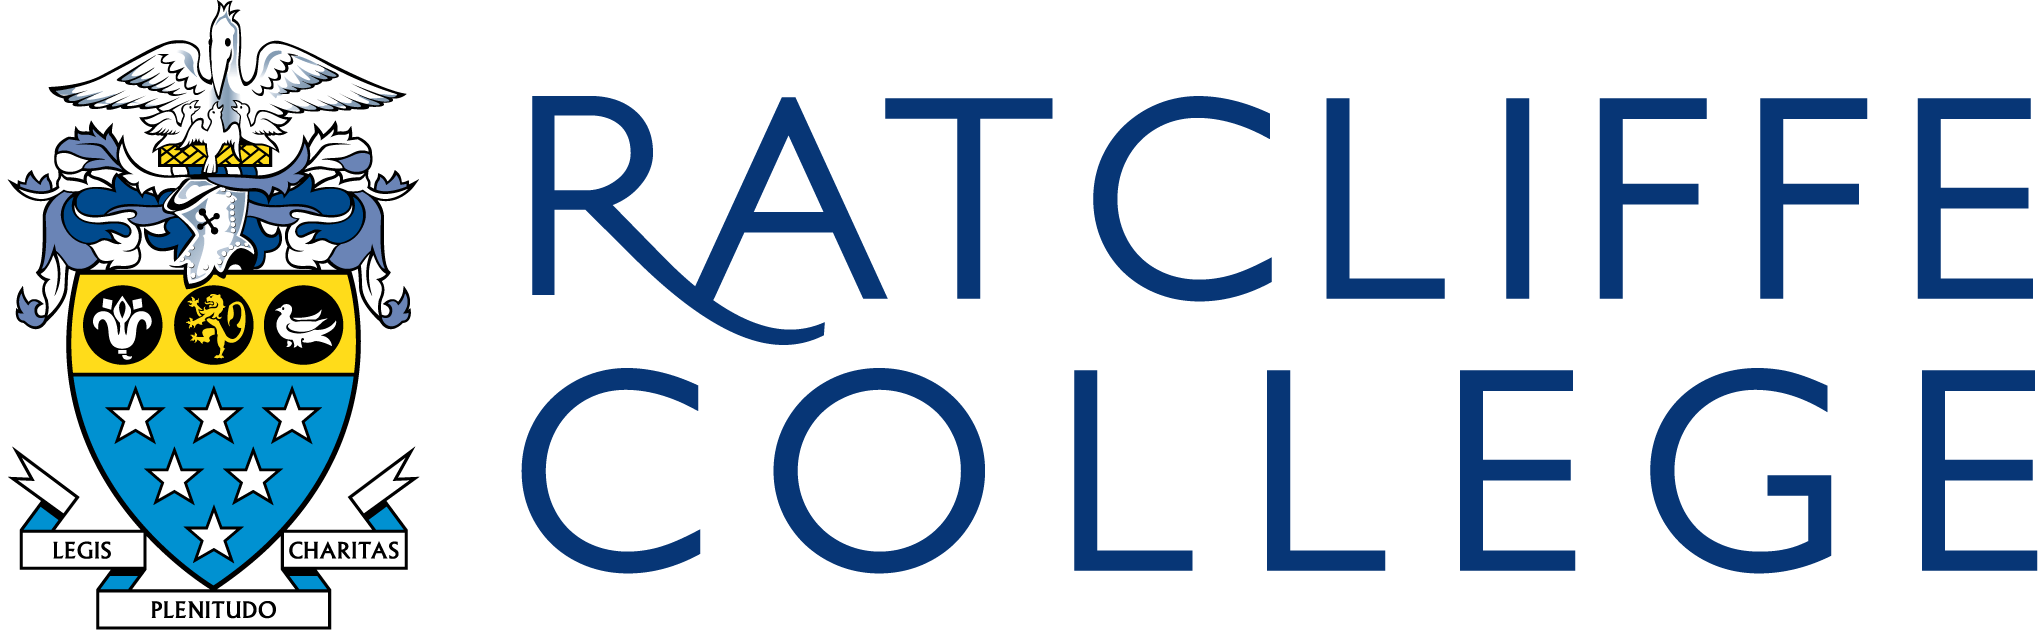 RATCLIFFE
COLLEGE
LEGIS
PLENITUDO
CHARITAS